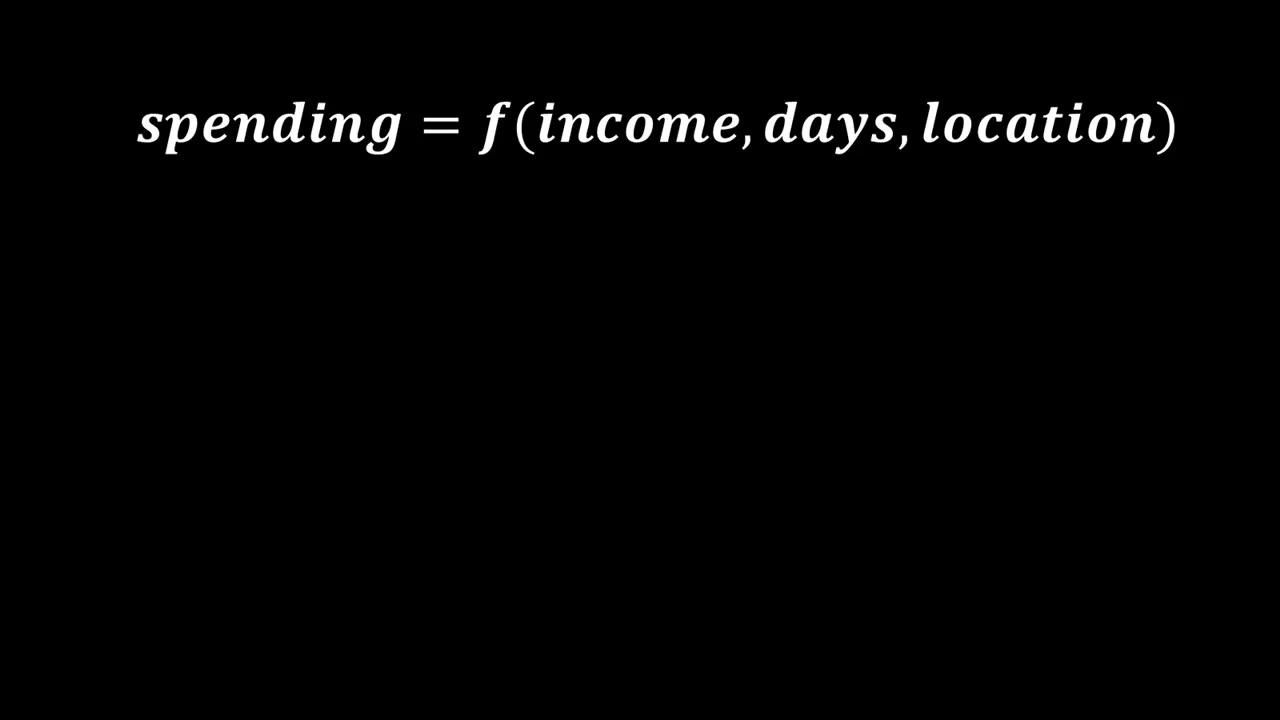 spending = f(income, days, location)